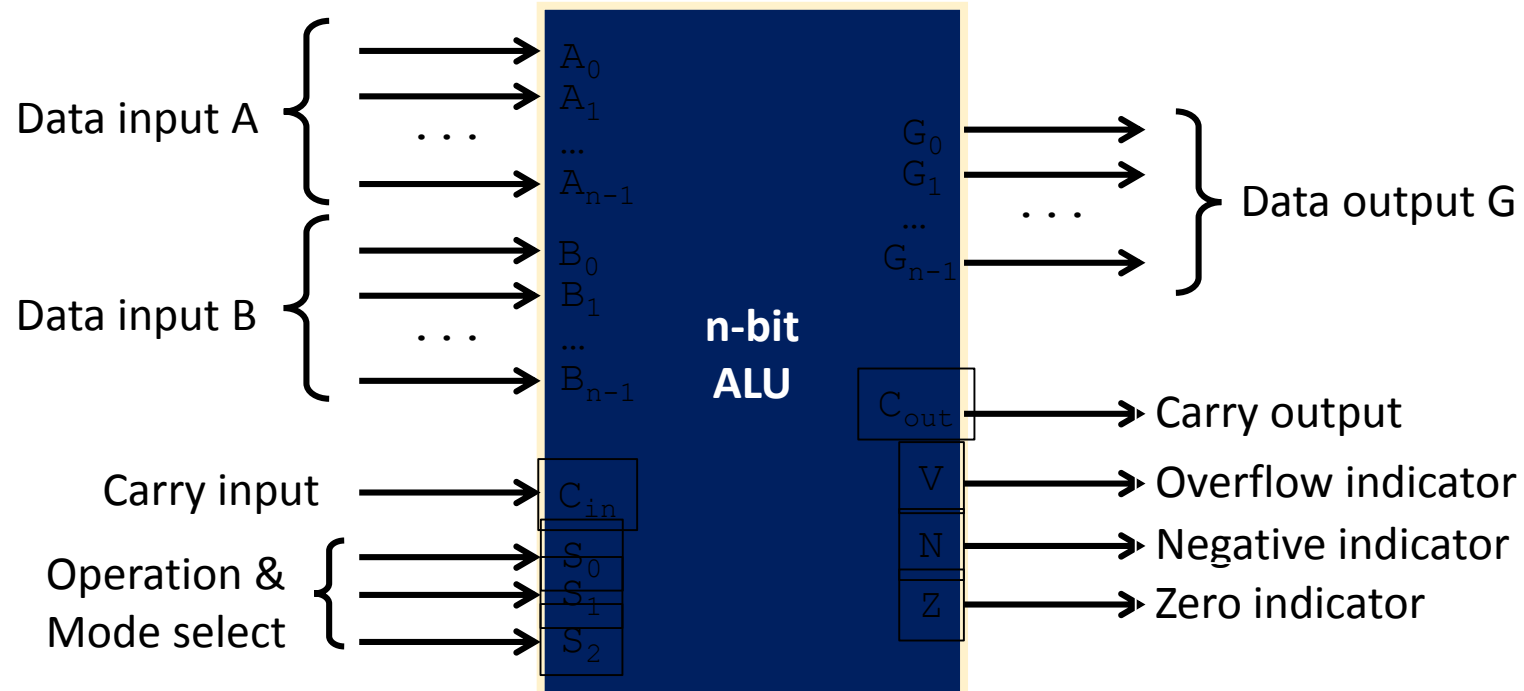 Data input A
Data input B
Carry input
Operation &
Mode select
A0
A1
. . .
...
An-1
B0
B1
. . .
...
Bn-1
Cin
S0
S1
S2
n-bit
ALU
G0
G1
. . .
...
Gn-1
Cout
V
N
Z
Data output G
Carry output
Overflow indicator
Negative indicator
Zero indicator